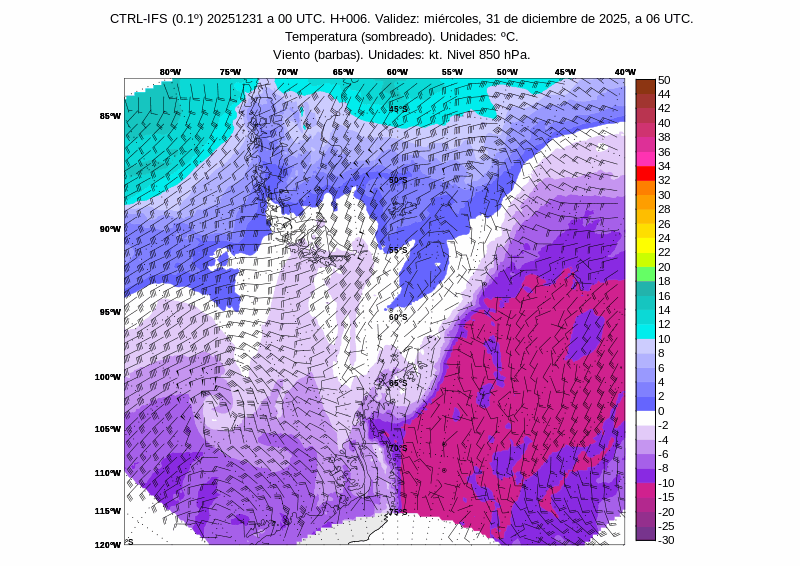 CTRL-IFS (0.1º) 20251231 a 00 UTC. H+006. Validez: miércoles, 31 de diciembre de 2025, a 06 UTC.
Temperatura (sombreado). Unidades: ºC.
Viento (barbas). Unidades: kt. Nivel 850 hPa.
80°W 75°W 70°W 65°W 60°W 55°W 50°W 45°W 40°W
85°W
90°W
95°W
100°W
105°W
110°W
115°W
120°W
45°S
50°S
55°S
60°S
65°S
70°S
75°S
°S
50
44
42
40
38
36
34
32
30
28
26
24
22
20
18
16
14
12
10
8
6
4
2
0
-2
-4
-6
-8
-10
-15
-20
-25
-30